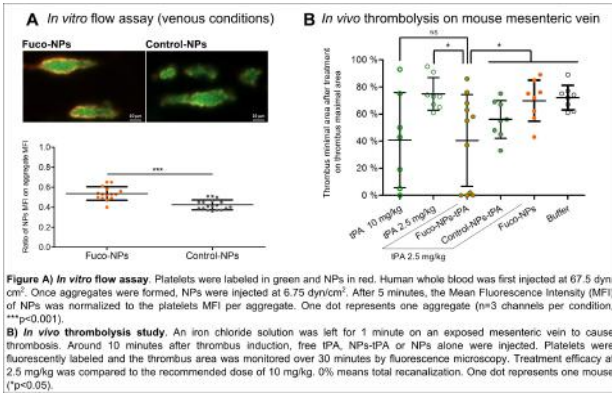 A In vitro flow assay (venous conditions)
Fuco-NPs Control-NPs
10 µm
10 µm
Ratio of NPs MFI on aggregate MFI
0.8
0.6
0.4
0.2
0.0
***
Fuco-NPs Control-NPs
B In vivo thrombolysis on mouse mesenteric vein
Thrombus minimal area after treatment
on thrombus maximal area
100 %
80 %
60 %
40 %
20 %
0 %
ns
*
*
tPA 10 mg/kg
tPA 2.5 mg/kg
Fuco-NPs-tPA
Control-NPs-tPA
Fuco-NPs
Buffer
tPA 2.5 mg/kg
Figure A) In vitro flow assay. Platelets were labeled in green and NPs in red. Human whole blood was first injected at 67.5 dyn/
cm². Once aggregates were formed, NPs were injected at 6.75 dyn/cm². After 5 minutes, the Mean Fluorescence Intensity (MFI)
of NPs was normalized to the platelets MFI per aggregate. One dot represents one aggregate (n=3 channels per condition,
***p<0.001).
B) In vivo thrombolysis study. An iron chloride solution was left for 1 minute on an exposed mesenteric vein to cause
thrombosis. Around 10 minutes after thrombus induction, free tPA, NPs-tPA or NPs alone were injected. Platelets were
fluorescently labeled and the thrombus area was monitored over 30 minutes by fluorescence microscopy. Treatment efficacy at
2.5 mg/kg was compared to the recommended dose of 10 mg/kg. 0% means total recanalization. One dot represents one mouse
(*p<0.05).